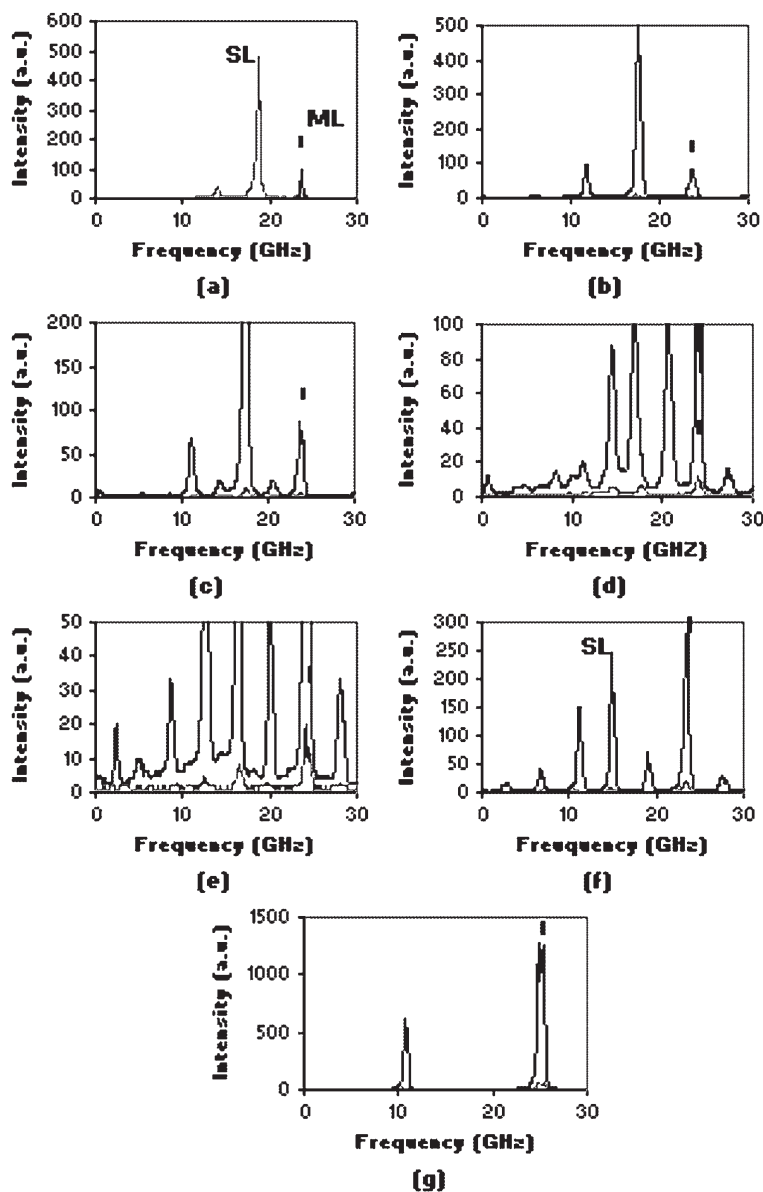 600
500
400
300
200
100
0
Intensity (a.u.)
SL
ML
0 10 20 30
Frequency (GHz)
(a)
500
400
300
200
100
0
Intensity (a.u.)
0 10 20 30
Frequency (GHz)
(b)
200
150
100
50
0
Intensity (a.u.)
0 10 20 30
Frequency (GHz)
(c)
100
80
60
40
20
0
Intensity (a.u.)
0 10 20 30
Frequency (GHZ)
(d)
50
40
30
20
10
0
Intensity (a.u.)
0 10 20 30
Frequency (GHz)
(e)
300
250
200
150
100
50
0
Intensity (a.u.)
SL
0 10 20 30
Freuquency (GHz)
(f)
1500
1000
500
0
Intensity (a.u.)
0 10 20 30
Frequency (GHz)
(g)